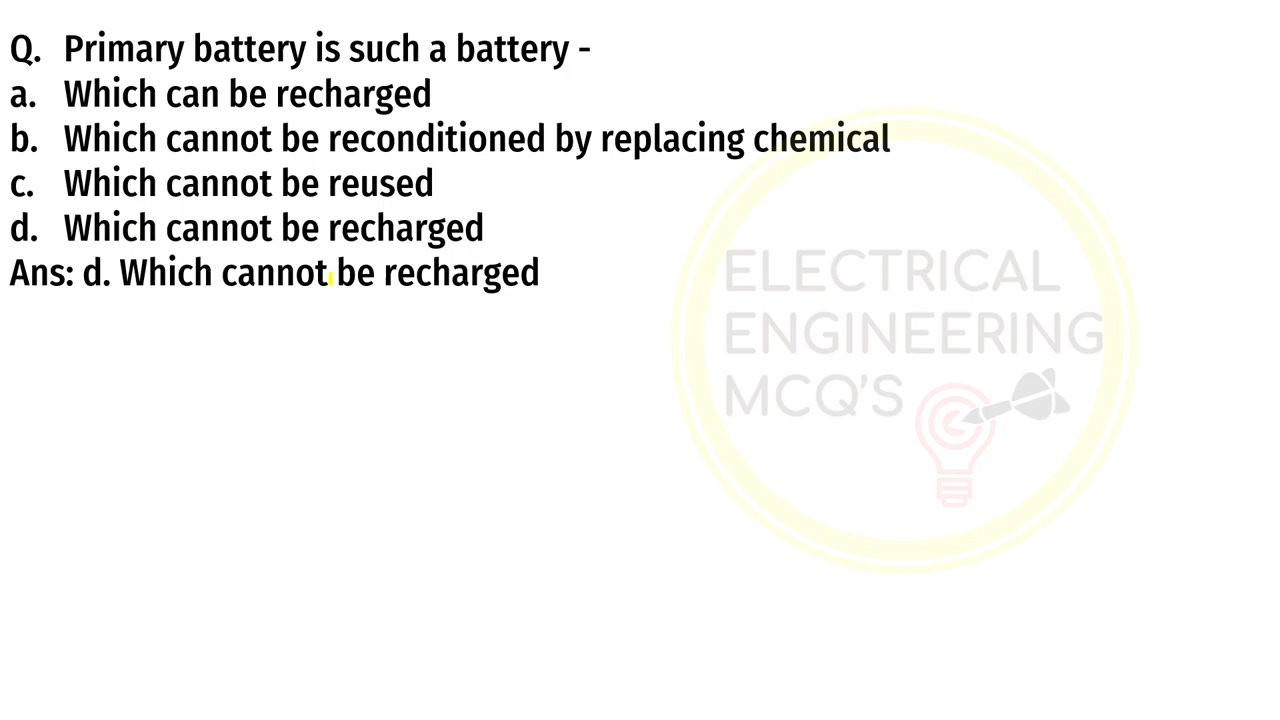 Q. Primary battery is such a battery -
a. Which can be recharged
b. Which cannot be reconditioned by replacing chemical
c. Which cannot be reused
d. Which cannot be recharged
Ans: d. Which cannot be recharged
ELECTRICAL
ENGINEERING
MCQ'S